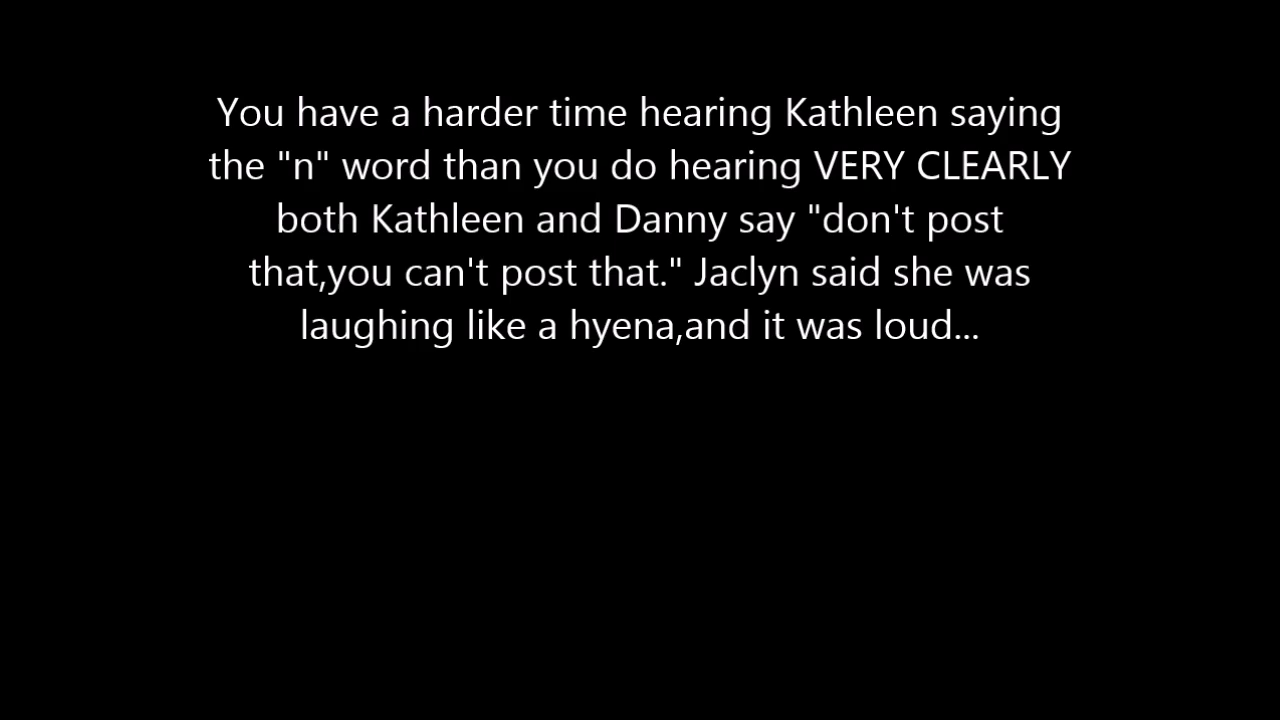 You have a harder time hearing Kathleen saying
the "n" word than you do hearing VERY CLEARLY
both Kathleen and Danny say "don't post
that,you can't post that." Jaclyn said she was
laughing like a hyena,and it was loud...